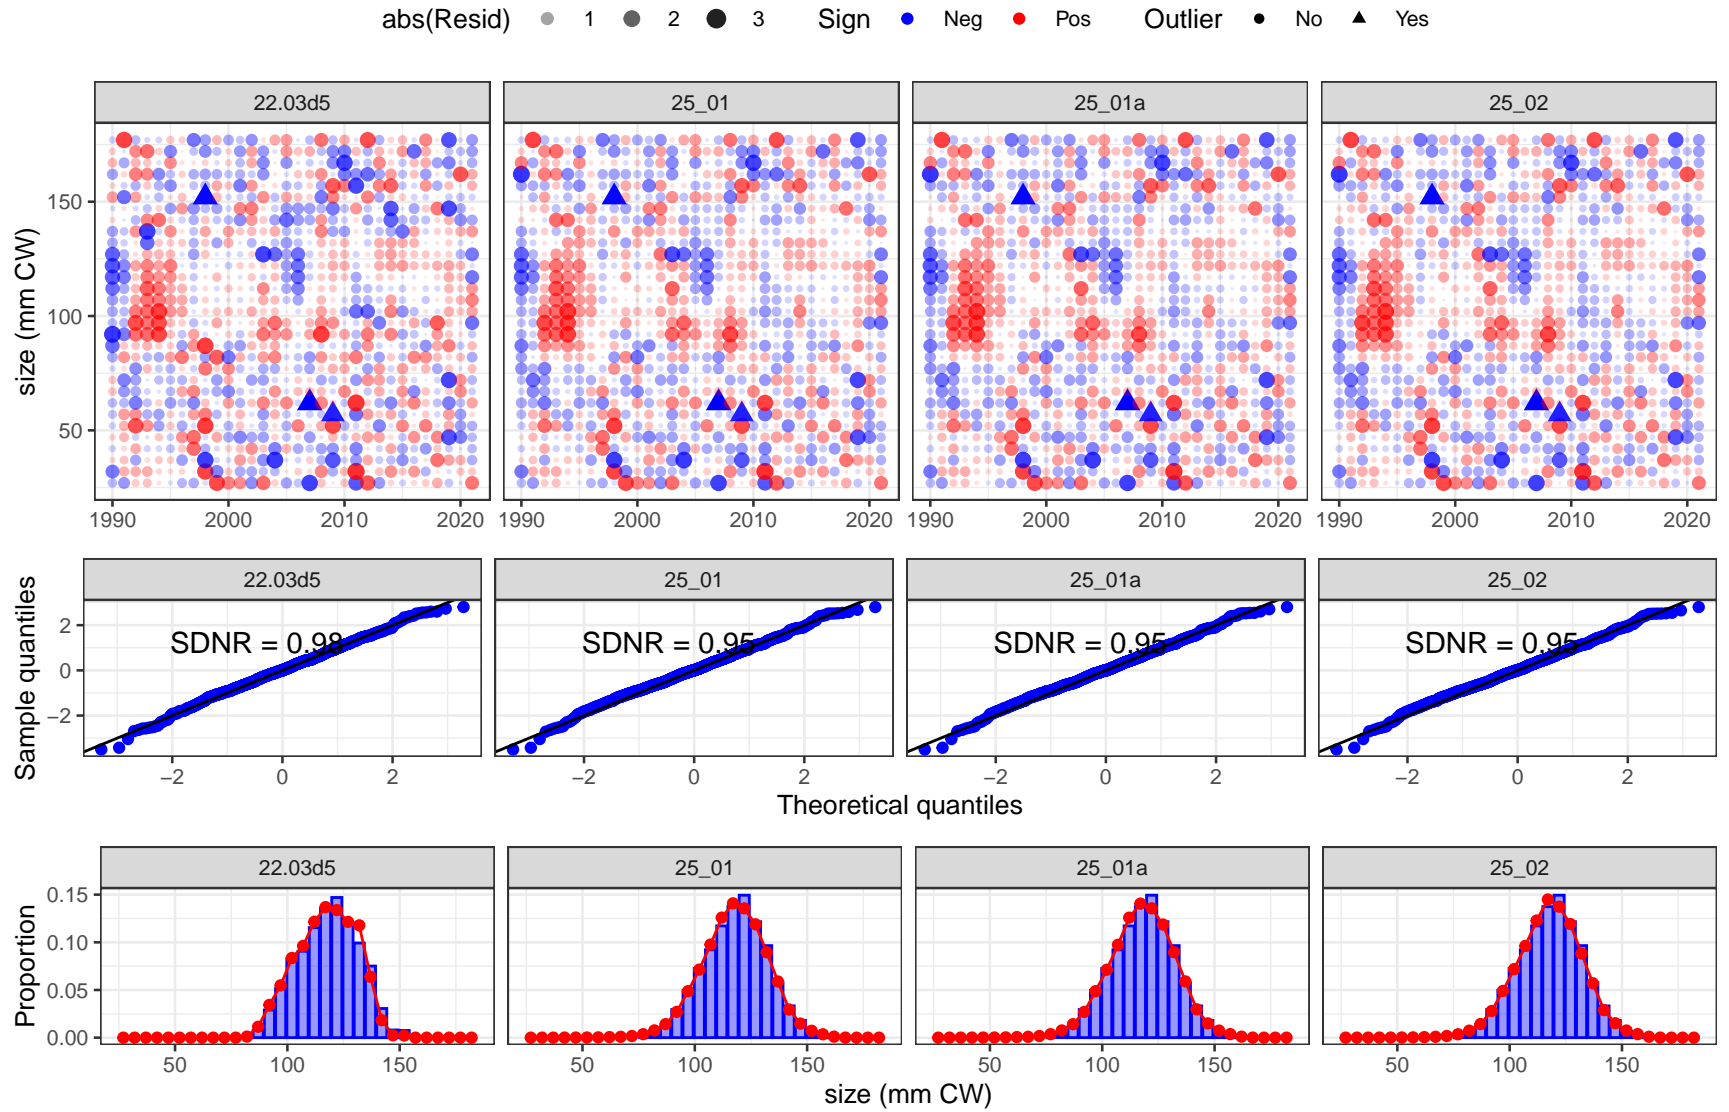 abs(Resid) 1 2 3 Sign Neg Pos Outlier No Yes
22.03d5 25_01 25_01a 25_02
size (mm CW)
150
100
50
1990 2000 2010 2020 1990 2000 2010 2020 1990 2000 2010 2020 1990 2000 2010 2020
22.03d5 25_01 25_01a 25_02
Sample quantiles
2
0
−2
SDNR = 0.98 SDNR = 0.95 SDNR = 0.95 SDNR = 0.95
−2 0 2 −2 0 2 −2 0 2 −2 0 2
Theoretical quantiles
22.03d5 25_01 25_01a 25_02
Proportion
0.15
0.10
0.05
0.00
50 100 150 50 100 150 50 100 150 50 100 150
size (mm CW)